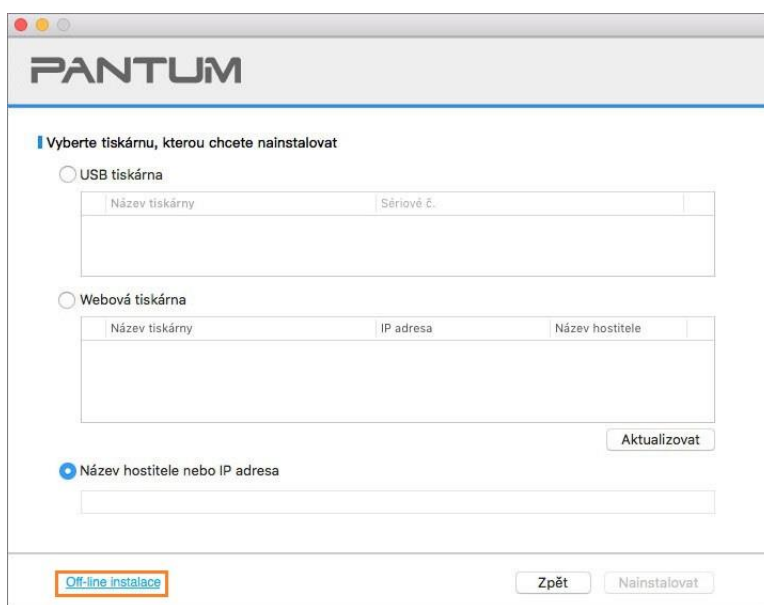 PANTUM
Vyberte tiskárnu, kterou chcete nainstalovat
USB tiskárna
Název tiskárny Sériové č.
Webová tiskárna
Název tiskárny IP adresa Název hostitele
Aktualizovat
Název hostitele nebo IP adresa
Off-line instalace Zpět Nainstalovat